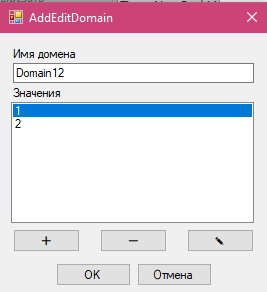 AddEditDomain
Имя домена
Domain12
Значения
1
2
+
−
OK
Отмена